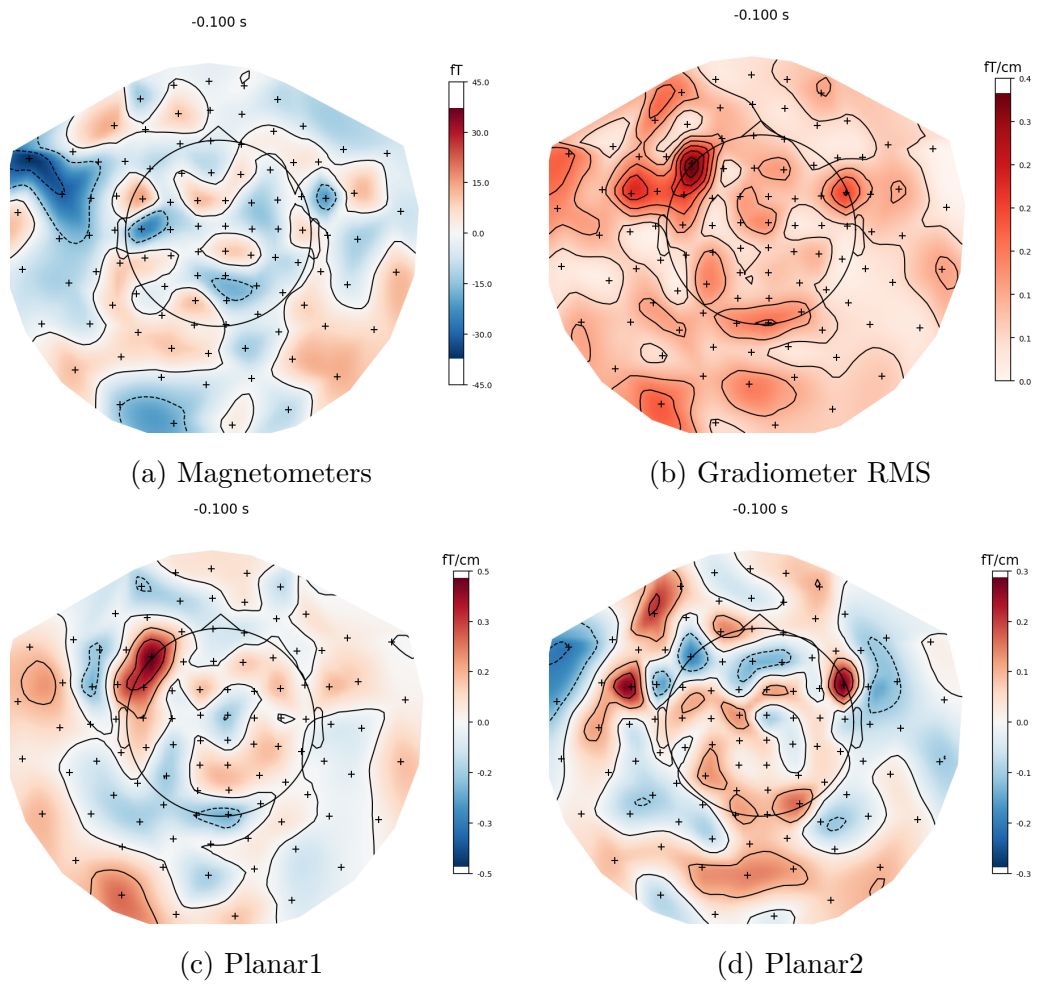 -0.100 s
fT
45.0
30.0
15.0
0.0
-15.0
-30.0
-45.0
(a) Magnetometers
-0.100 s
fT/cm
0.4
0.3
0.2
0.2
0.2
0.1
0.1
0.0
(b) Gradiometer RMS
-0.100 s
fT/cm
0.5
0.3
0.2
0.0
-0.2
-0.3
-0.5
(c) Planar1
-0.100 s
fT/cm
0.3
0.2
0.1
0.0
-0.1
-0.2
-0.3
(d) Planar2